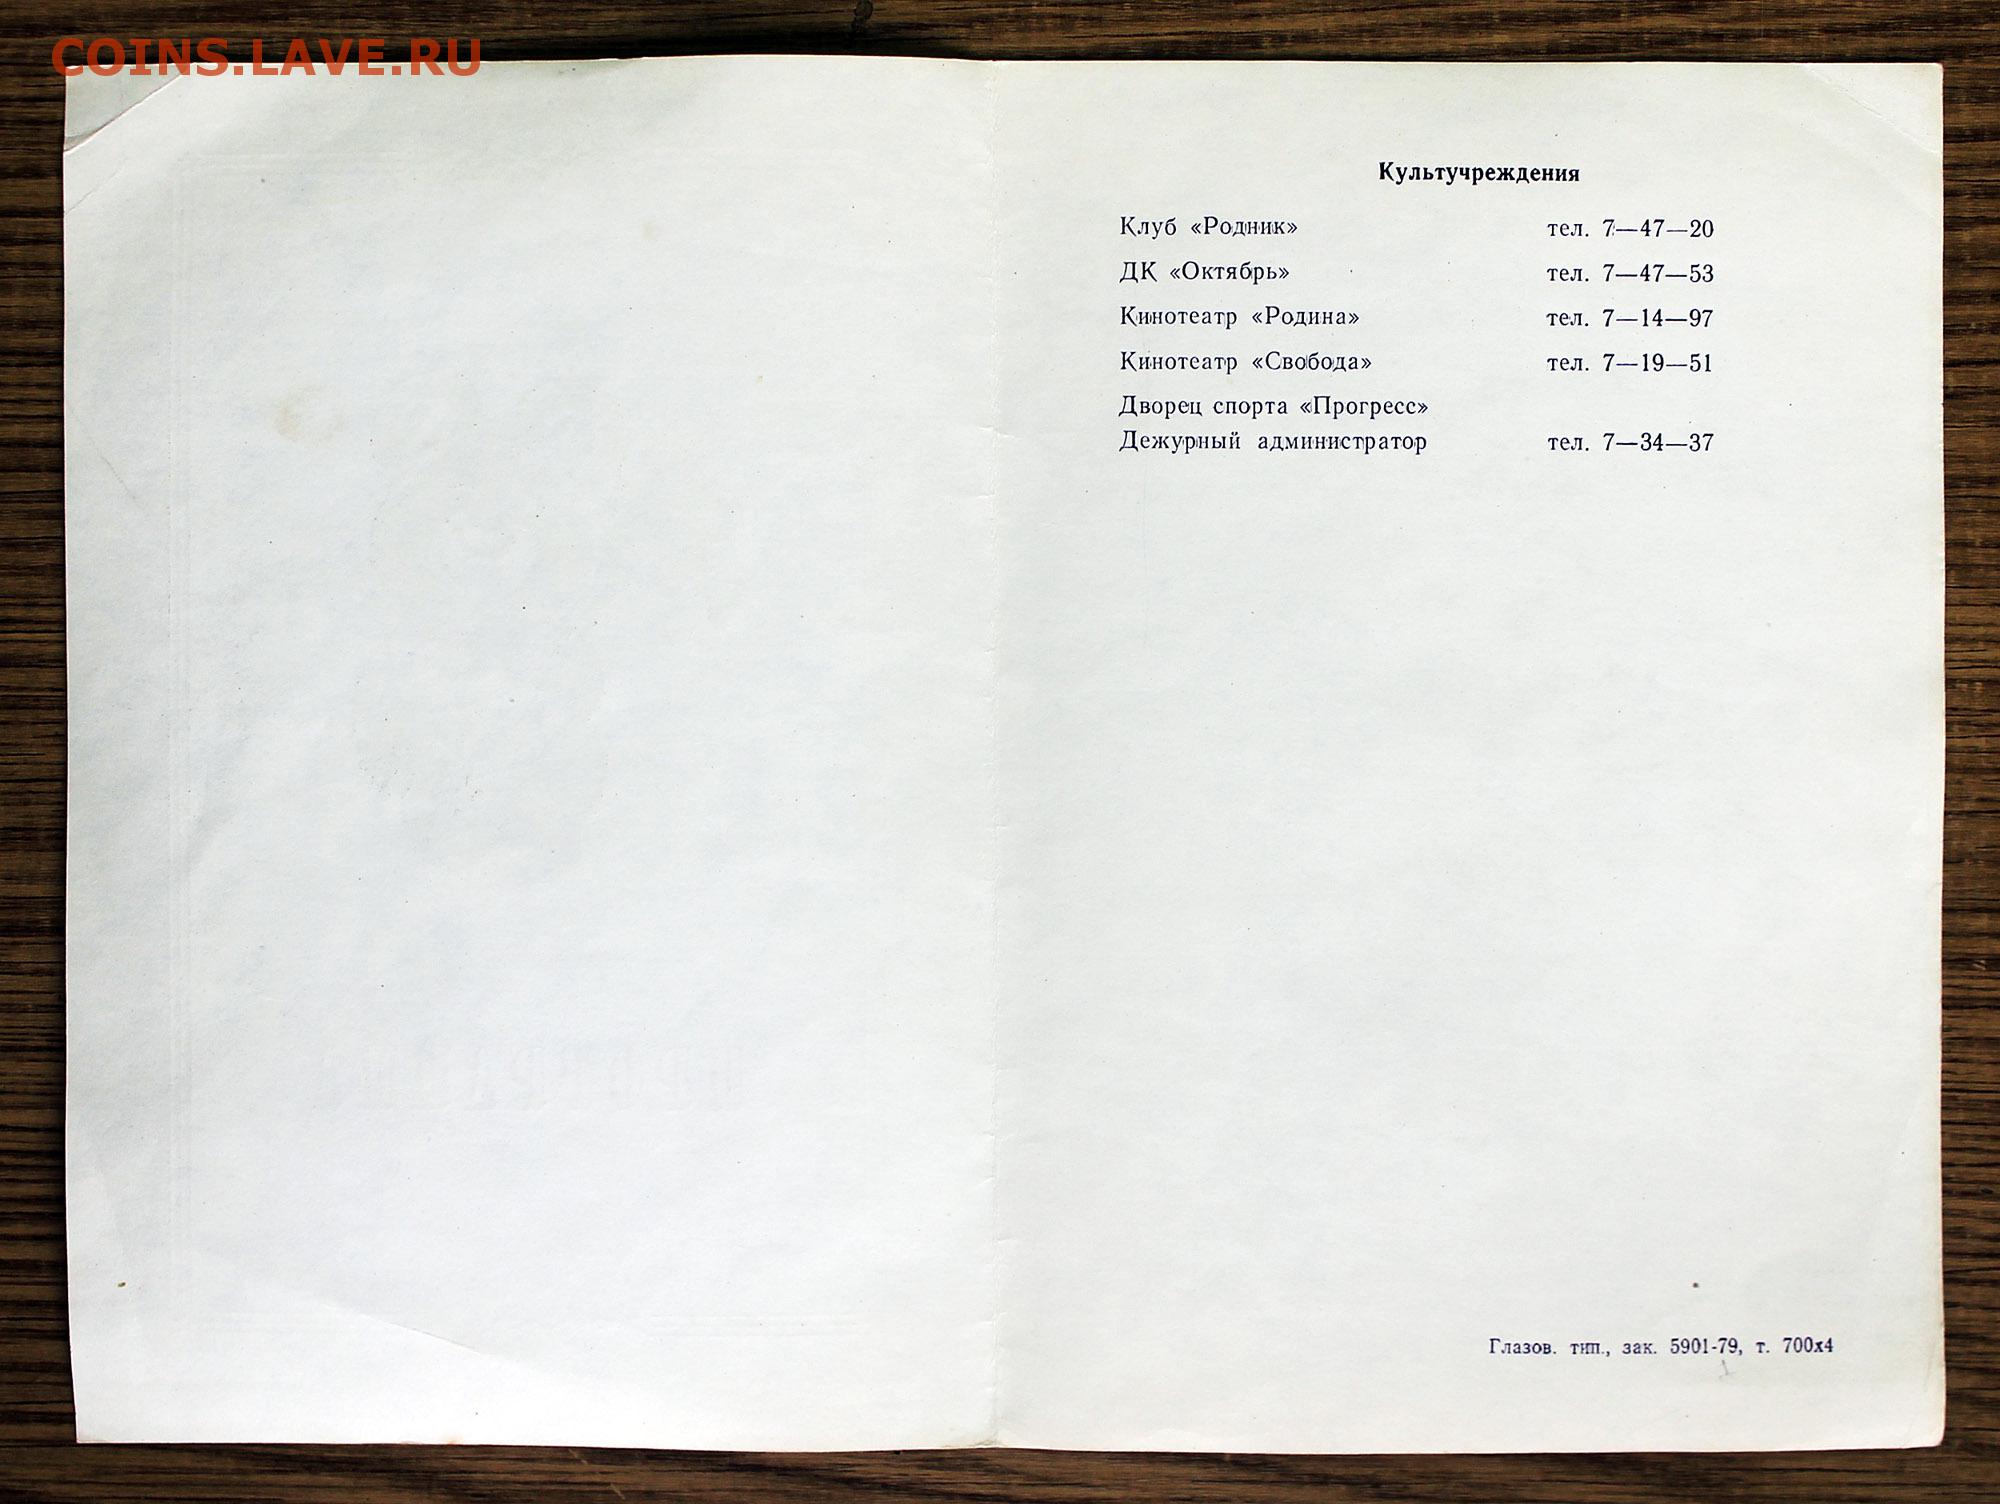 COINS.LAVE.RU
Культучреждения
Клуб «Родник» тел. 7—47—20
ДК «Октябрь» тел. 7—47—53
Кинотеатр «Родина» тел. 7—14—97
Кинотеатр «Свобода» тел. 7—19—51
Дворец спорта «Прогресс»
Дежурный администратор тел. 7—34—37
Глазов. тип., зак. 5901-79, т. 700х4